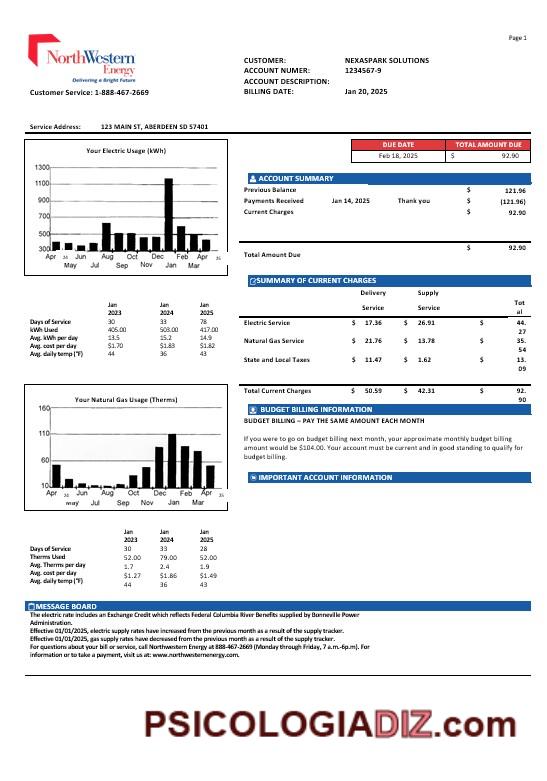 Page 1
NorthWestern
Energy
Delivering a Bright Future
Customer Service: 1-888-467-2669
CUSTOMER: NEXASPARK SOLUTIONS
ACCOUNT NUMER: 1234567-9
ACCOUNT DESCRIPTION:
BILLING DATE: Jan 20, 2025
Service Address: 123 MAIN ST, ABERDEEN SD 57401
DUE DATE TOTAL AMOUNT DUE
Feb 18, 2025 $ 92.90
Your Electric Usage (kWh)
1300
1100
900
700
500
300
Apr 24 Jun Aug Oct Dec Feb Apr 25
May Jul Sep Nov Jan Mar
ACCOUNT SUMMARY
Previous Balance $ 121.96
Payments Received Jan 14, 2025 Thank you $ (121.96)
Current Charges $ 92.90
$ 92.90
Total Amount Due
SUMMARY OF CURRENT CHARGES
Delivery Supply
Service Service Tot
al
Electric Service $ 17.36 $ 26.91 $ 44.
27
Natural Gas Service $ 21.76 $ 13.78 $ 35.
54
State and Local Taxes $ 11.47 $ 1.62 $ 13.
09
Total Current Charges $ 50.59 $ 42.31 $ 92.
90
Jan Jan Jan
2023 2024 2025
Days of Service 30 33 78
kWh Used 405.00 503.00 417.00
Avg. kWh per day 13.5 15.2 14.9
Avg. cost per day $1.70 $1.83 $1.82
Avg. daily temp (°F) 44 36 43
BUDGET BILLING INFORMATION
BUDGET BILLING – PAY THE SAME AMOUNT EACH MONTH
If you were to go on budget billing next month, your approximate monthly budget billing
amount would be $104.00. Your account must be current and in good standing to qualify for
budget billing.
IMPORTANT ACCOUNT INFORMATION
Your Natural Gas Usage (Therms)
160
110
60
10
Apr 24 Jun Aug Oct Dec Feb Apr 25
May Jul Sep Nov Jan Mar
Jan Jan Jan
2023 2024 2025
Days of Service 30 33 28
Therms Used 52.00 79.00 52.00
Avg. Therms per day 1.7 2.4 1.9
Avg. cost per day $1.27 $1.86 $1.49
Avg. daily temp (°F) 44 36 43
MESSAGE BOARD
The electric rate includes an Exchange Credit which reflects Federal Columbia River Benefits supplied by Bonneville Power
Administration.
Effective 01/01/2025, electric supply rates have increased from the previous month as a result of the supply tracker.
Effective 01/01/2025, gas supply rates have decreased from the previous month as a result of the supply tracker.
For questions about your bill or service, call Northwestern Energy at 888-467-2669 (Monday through Friday, 7 a.m.-6p.m). For
information or to take a payment, visit us at: www.northwesternenergy.com.
PSICOLOGIADIZ.com